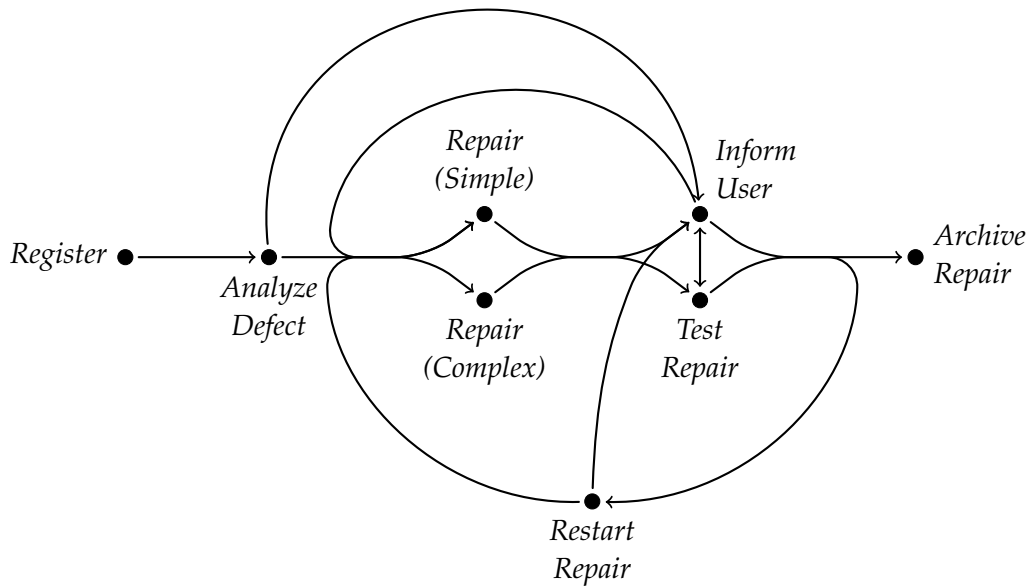 Repair
(Simple)
Inform
User
Register
Archive
Repair
Analyze
Defect
Repair
(Complex)
Test
Repair
Restart
Repair